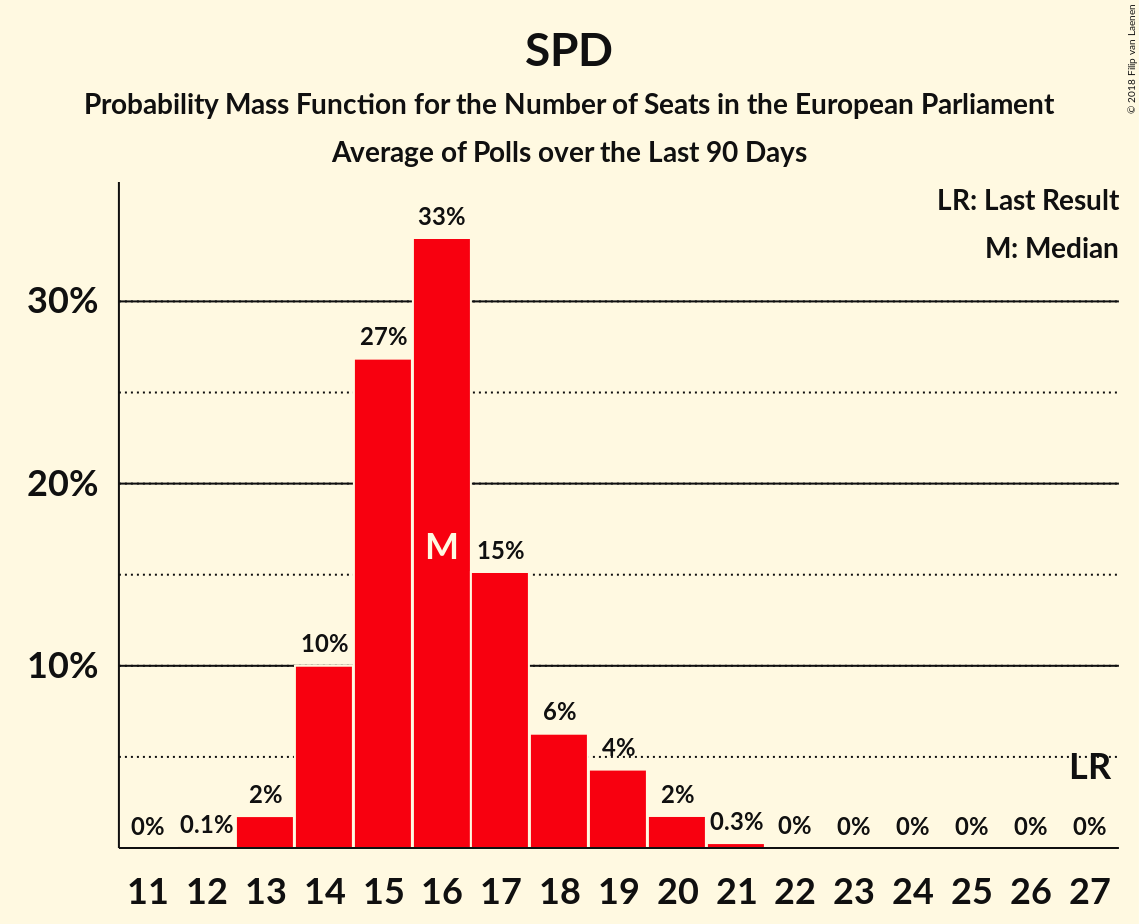 SPD
Probability Mass Function for the Number of Seats in the European Parliament
Average of Polls over the Last 90 Days
© 2018 Filip van Laenen
LR: Last Result
M: Median
30%
20%
10%
0%
0.1%
2%
10%
27%
33%
15%
6%
4%
2%
0.3%
0%
0%
0%
0%
0%
0%
M
LR
11 12 13 14 15 16 17 18 19 20 21 22 23 24 25 26 27